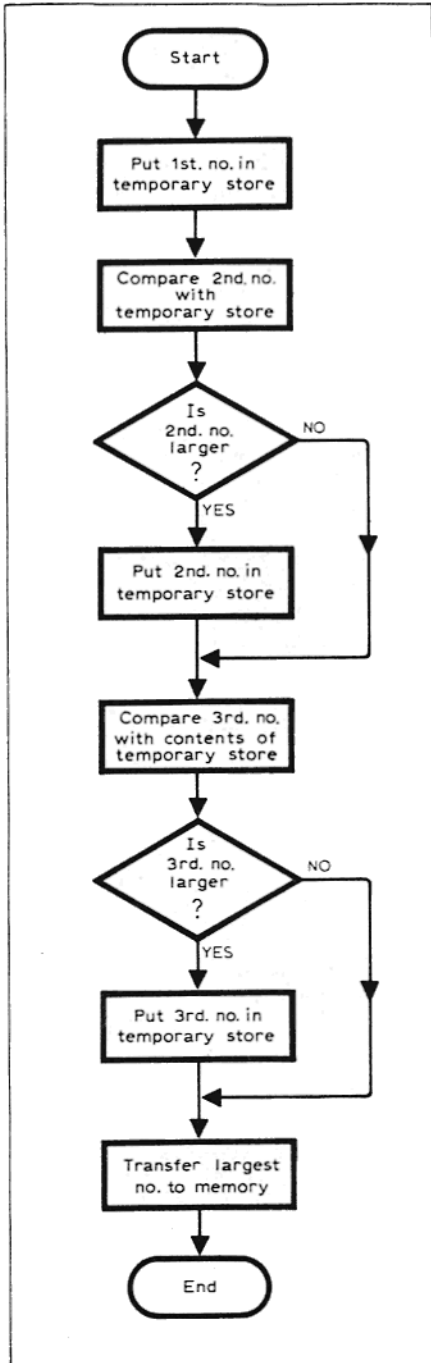 Start
Put 1st. no. in
temporary store
Compare 2nd. no.
with
temporary store
Is
2nd. no.
larger
?
NO
YES
Put 2nd. no. in
temporary store
Compare 3rd. no.
with contents of
temporary store
Is
3rd. no.
larger
?
NO
YES
Put 3rd. no. in
temporary store
Transfer largest
no. to memory
End